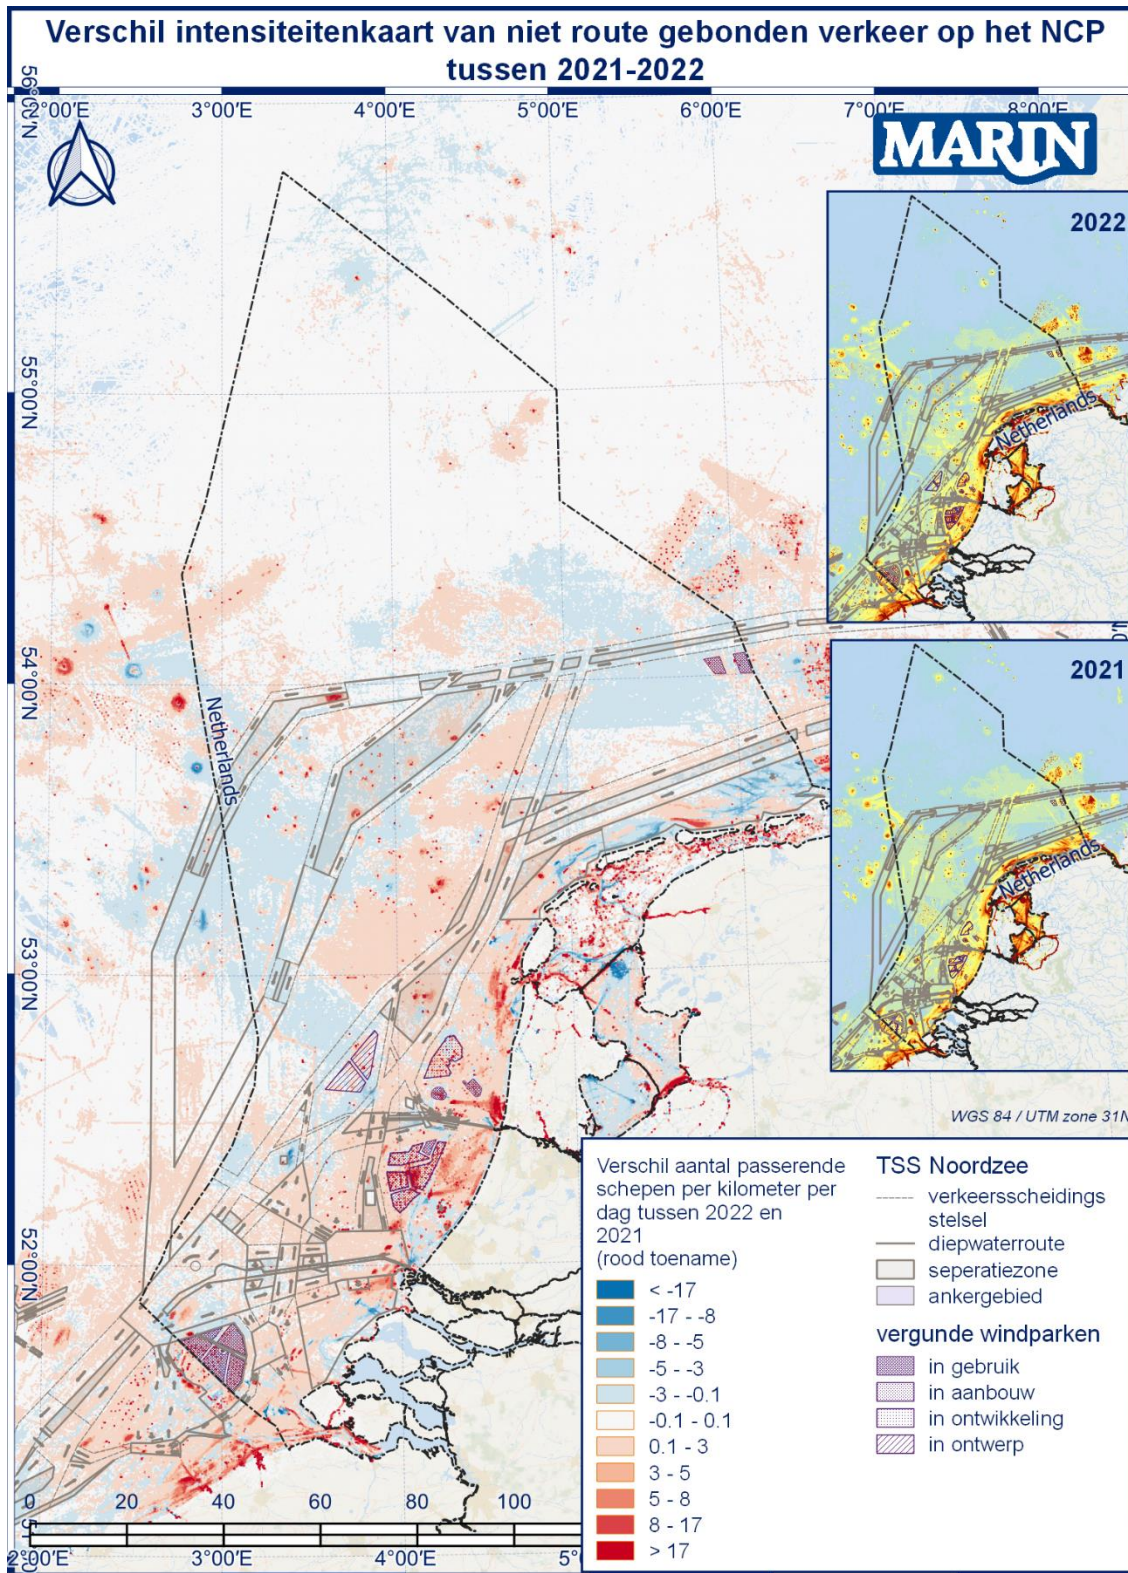 Verschil intensiteitenkaart van niet route gebonden verkeer op het NCP
tussen 2021-2022
56°0'0"N
2°00'E
3°00'E
4°00'E
5°00'E
6°00'E
7°00'E
8°00'E
MARIN
2022
Netherlands
55°00'N
54°00'N
2021
Netherlands
Netherlands
53°00'N
WGS 84 / UTM zone 31N
52°00'N
Verschil aantal passerende
schepen per kilometer per
dag tussen 2022 en
2021
(rood toename)
< -17
-17 - -8
-8 - -5
-5 - -3
-3 - -0.1
-0.1 - 0.1
0.1 - 3
3 - 5
5 - 8
8 - 17
> 17
TSS Noordzee
verkeersscheidings
stelsel
diepwaterroute
seperatiezone
ankergebied
vergunde windparken
in gebruik
in aanbouw
in ontwikkeling
in ontwerp
0
20
40
60
80
100
2°00'E
3°00'E
4°00'E